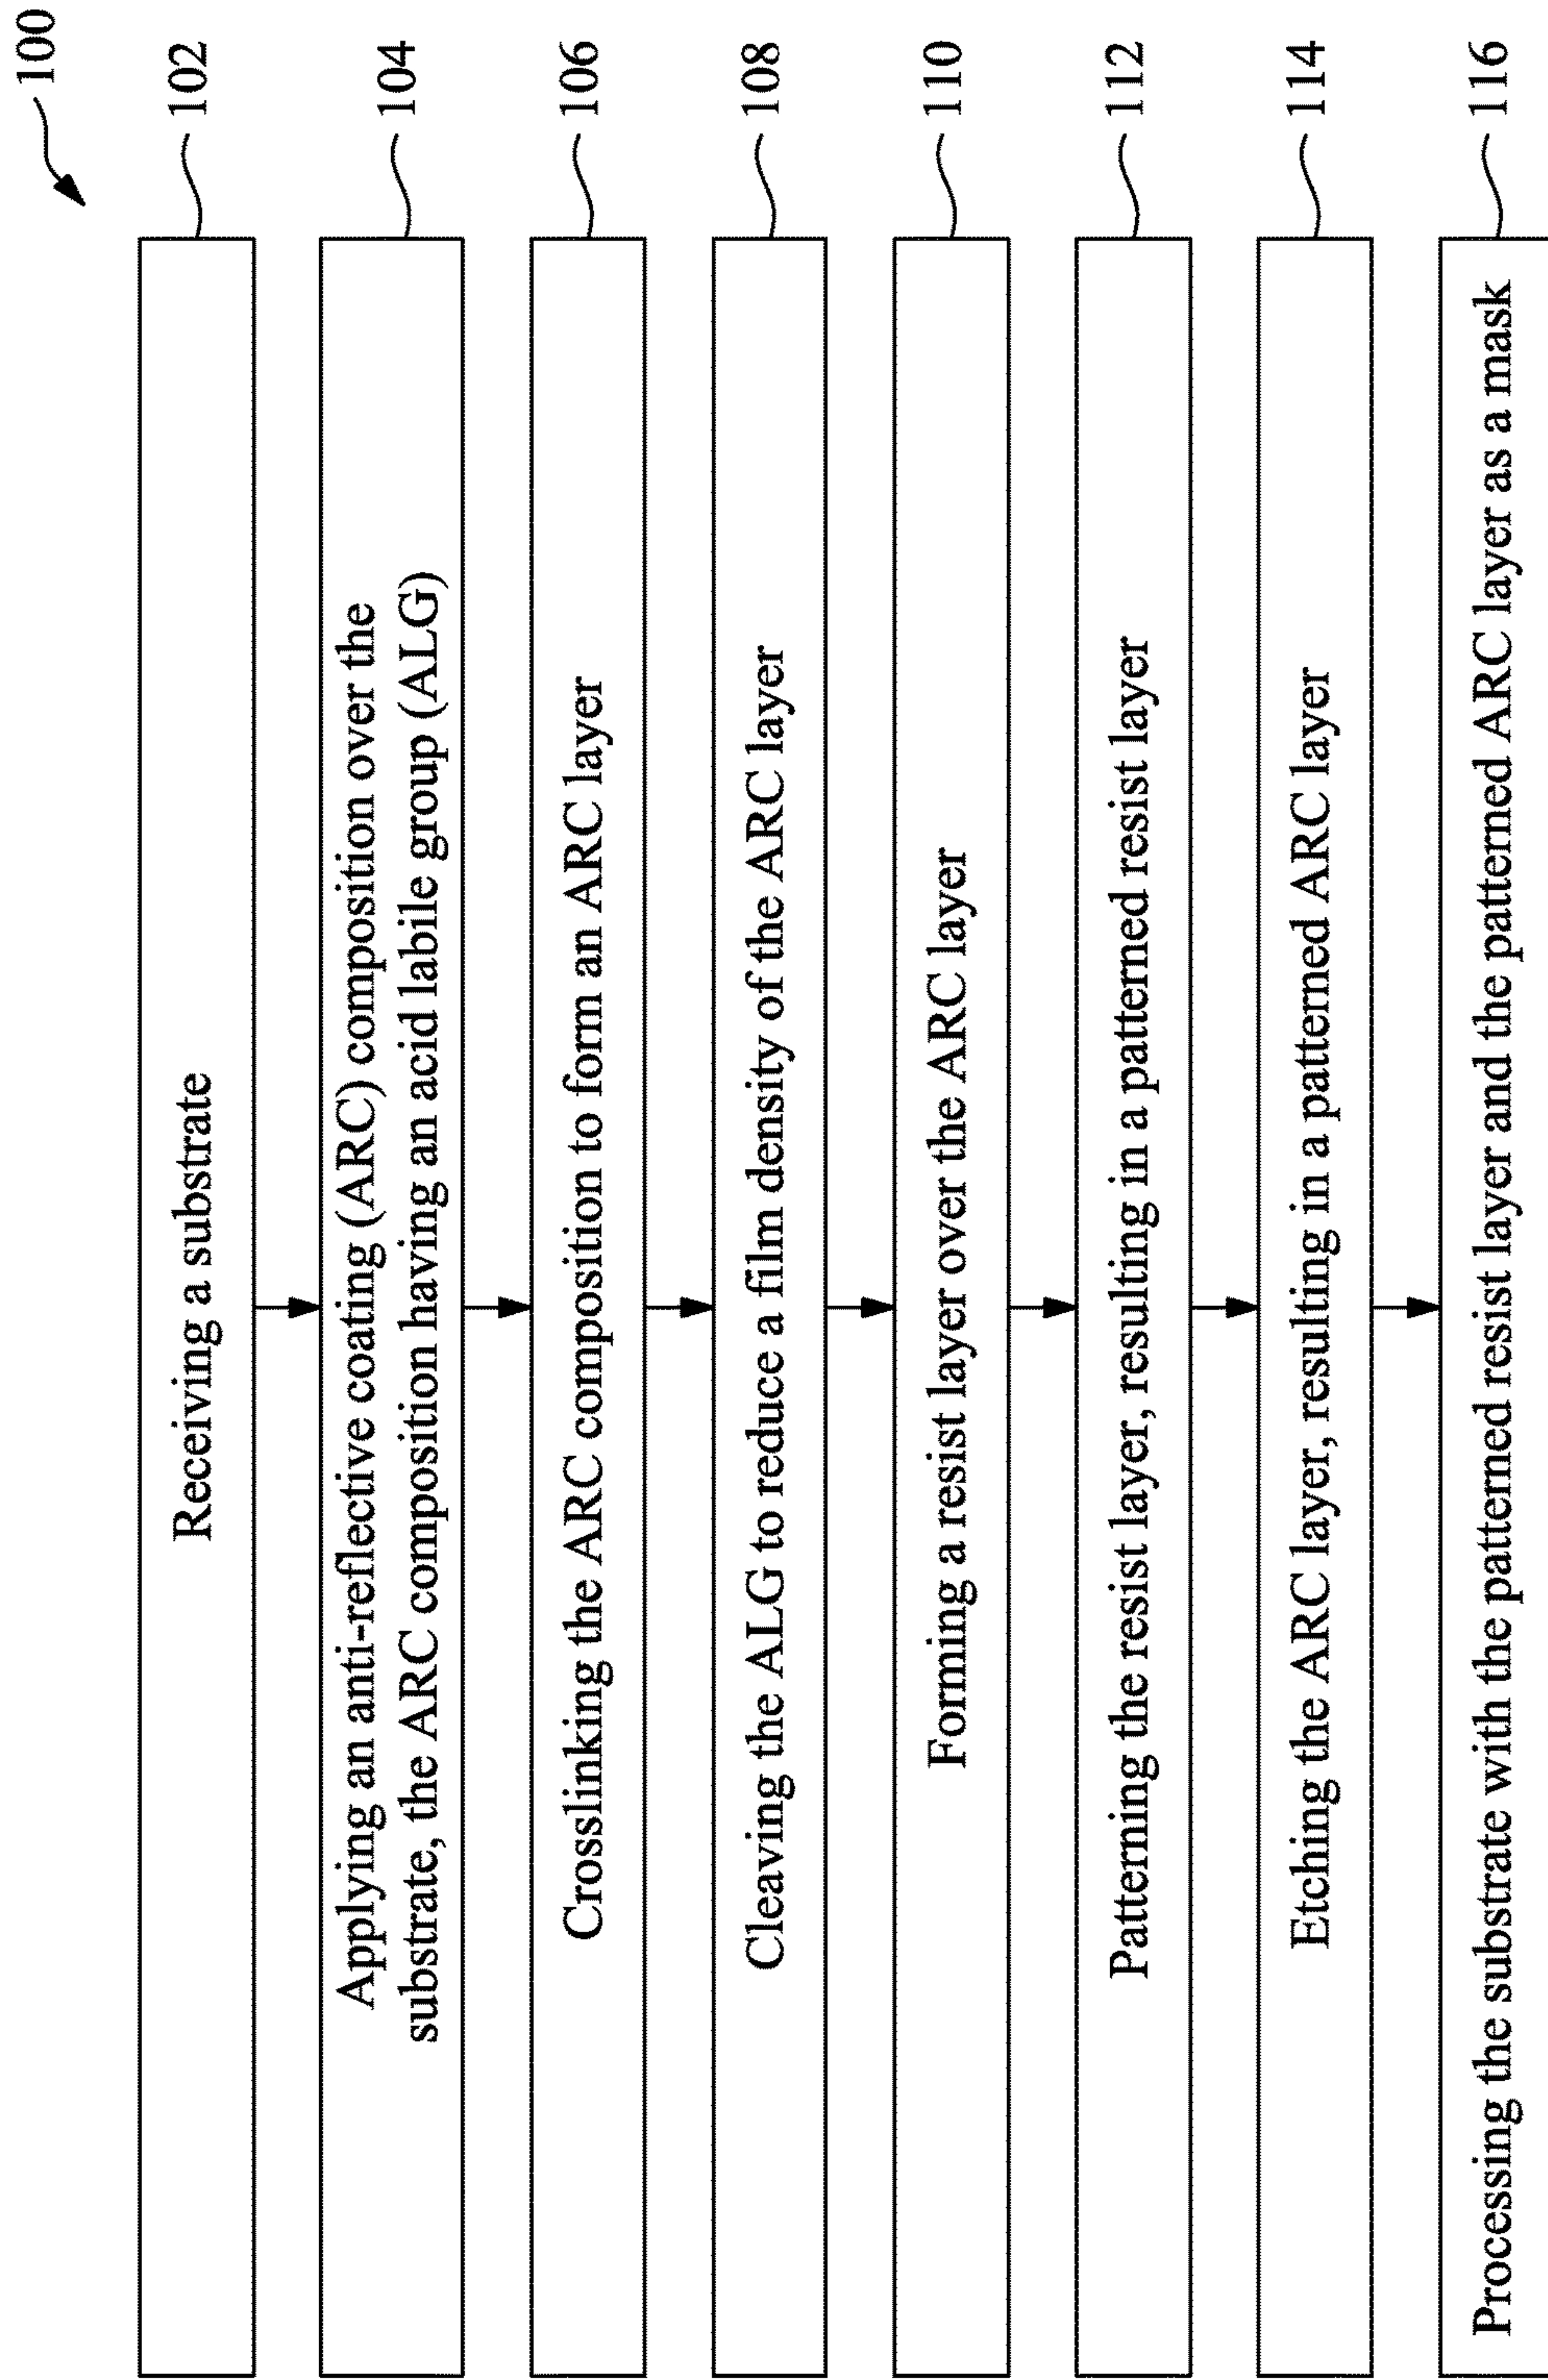 100
Receiving a substrate
102
Applying an anti-reflective coating (ARC) composition over the
substrate, the ARC composition having an acid labile group (ALG)
104
Crosslinking the ARC composition to form an ARC layer
106
Cleaving the ALG to reduce a film density of the ARC layer
108
Forming a resist layer over the ARC layer
110
Patterning the resist layer, resulting in a patterned resist layer
112
Etching the ARC layer, resulting in a patterned ARC layer
114
Processing the substrate with the patterned resist layer and the patterned ARC layer as a mask
116